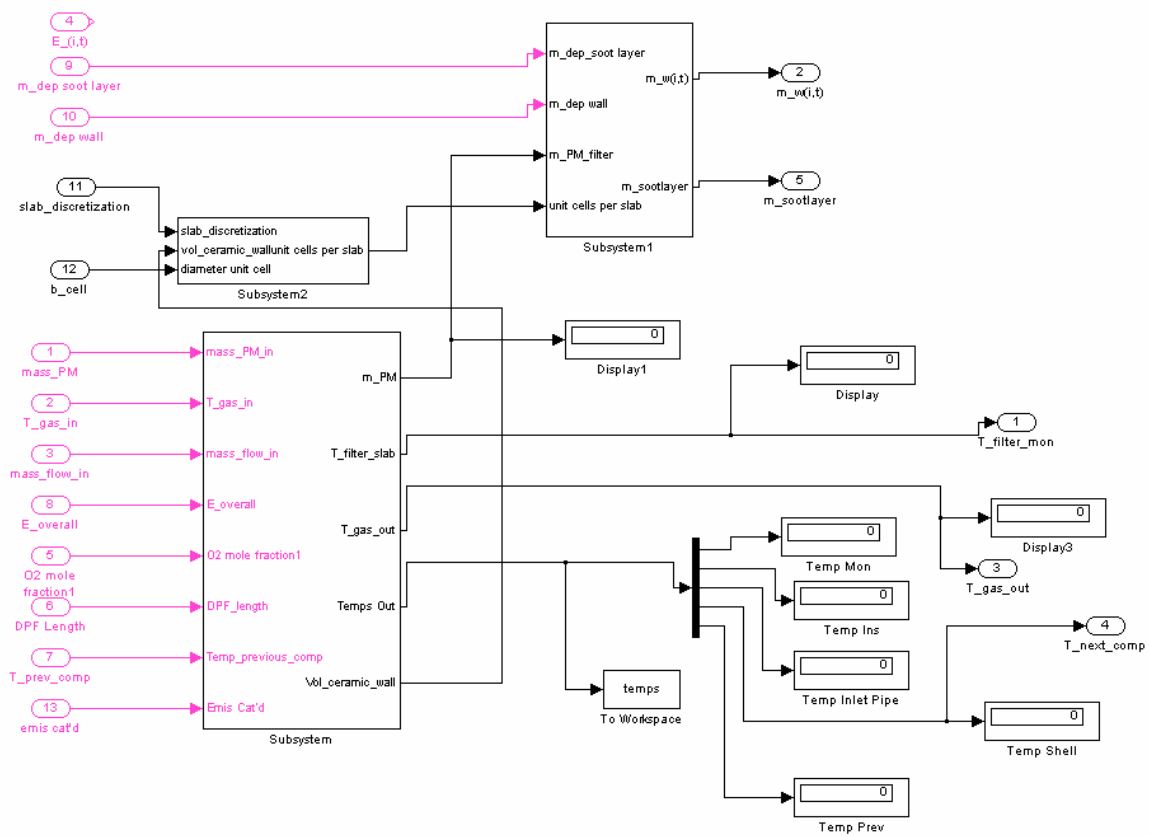 4
E_(i,t)
9
m_dep soot layer
10
m_dep wall
m_dep_soot layer
m_w(i,t)
m_dep wall
m_PM_filter
m_sootlayer
unit cells per slab
Subsystem1
2
m_w(i,t)
5
m_sootlayer
11
slab_discretization
12
b_cell
slab_discretization
vol_ceramic_wallunit cells per slab
diameter unit cell
Subsystem2
1
mass_PM
2
T_gas_in
3
mass_flow_in
8
E_overall
5
O2 mole
fraction1
6
DPF Length
7
T_prev_comp
13
emis cat'd
mass_PM_in
m_PM
T_gas_in
T_filter_slab
mass_flow_in
E_overall
T_gas_out
O2 mole fraction1
DPF_length
Temps Out
Temp_previous_comp
Vol_ceramic_wall
Emis Cat'd
Subsystem
0
Display1
0
Display
1
T_filter_mon
0
Display3
3
T_gas_out
0
Temp Mon
0
Temp Ins
4
T_next_comp
0
Temp Inlet Pipe
temps
To Workspace
0
Temp Shell
0
Temp Prev